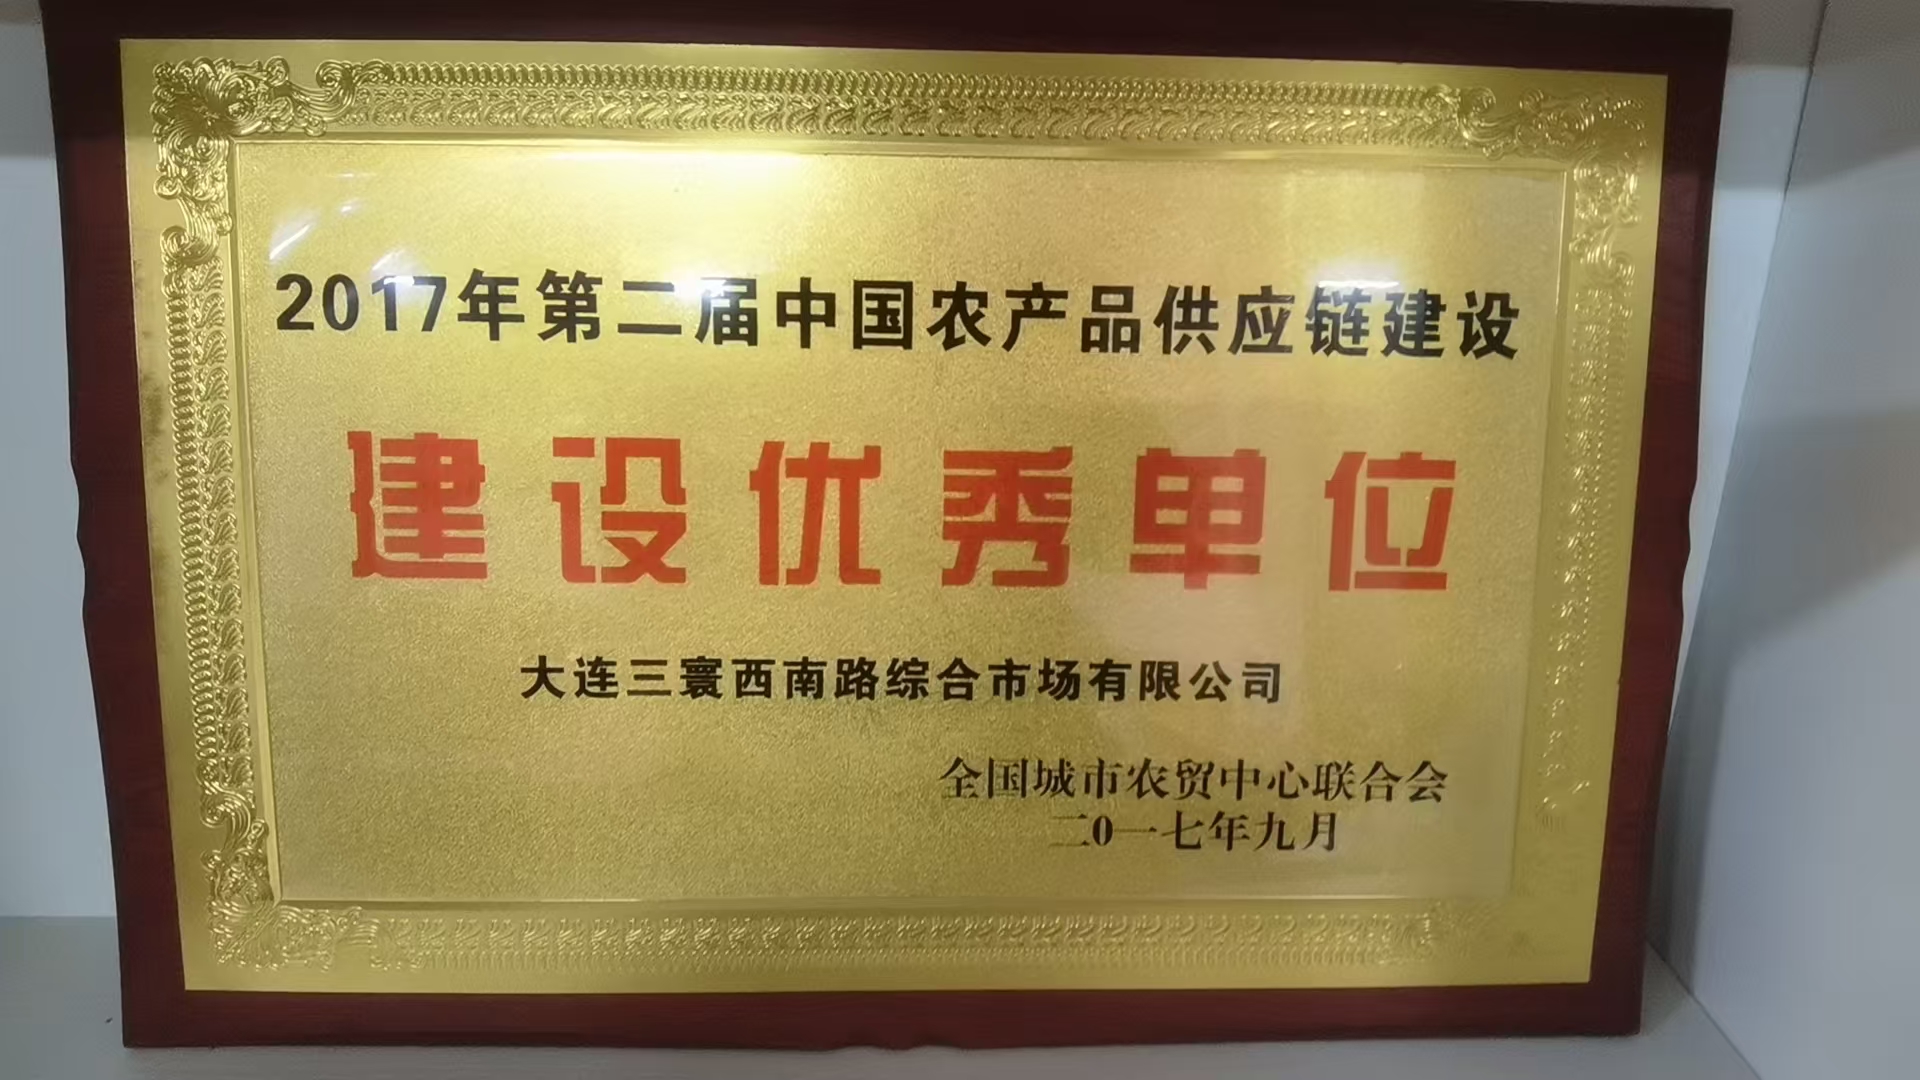 2017年第二届中国农产品供应链建设
建设优秀单位
大连三寰西南路综合市场有限公司
全国城市农贸中心联合会
二0一七年九月